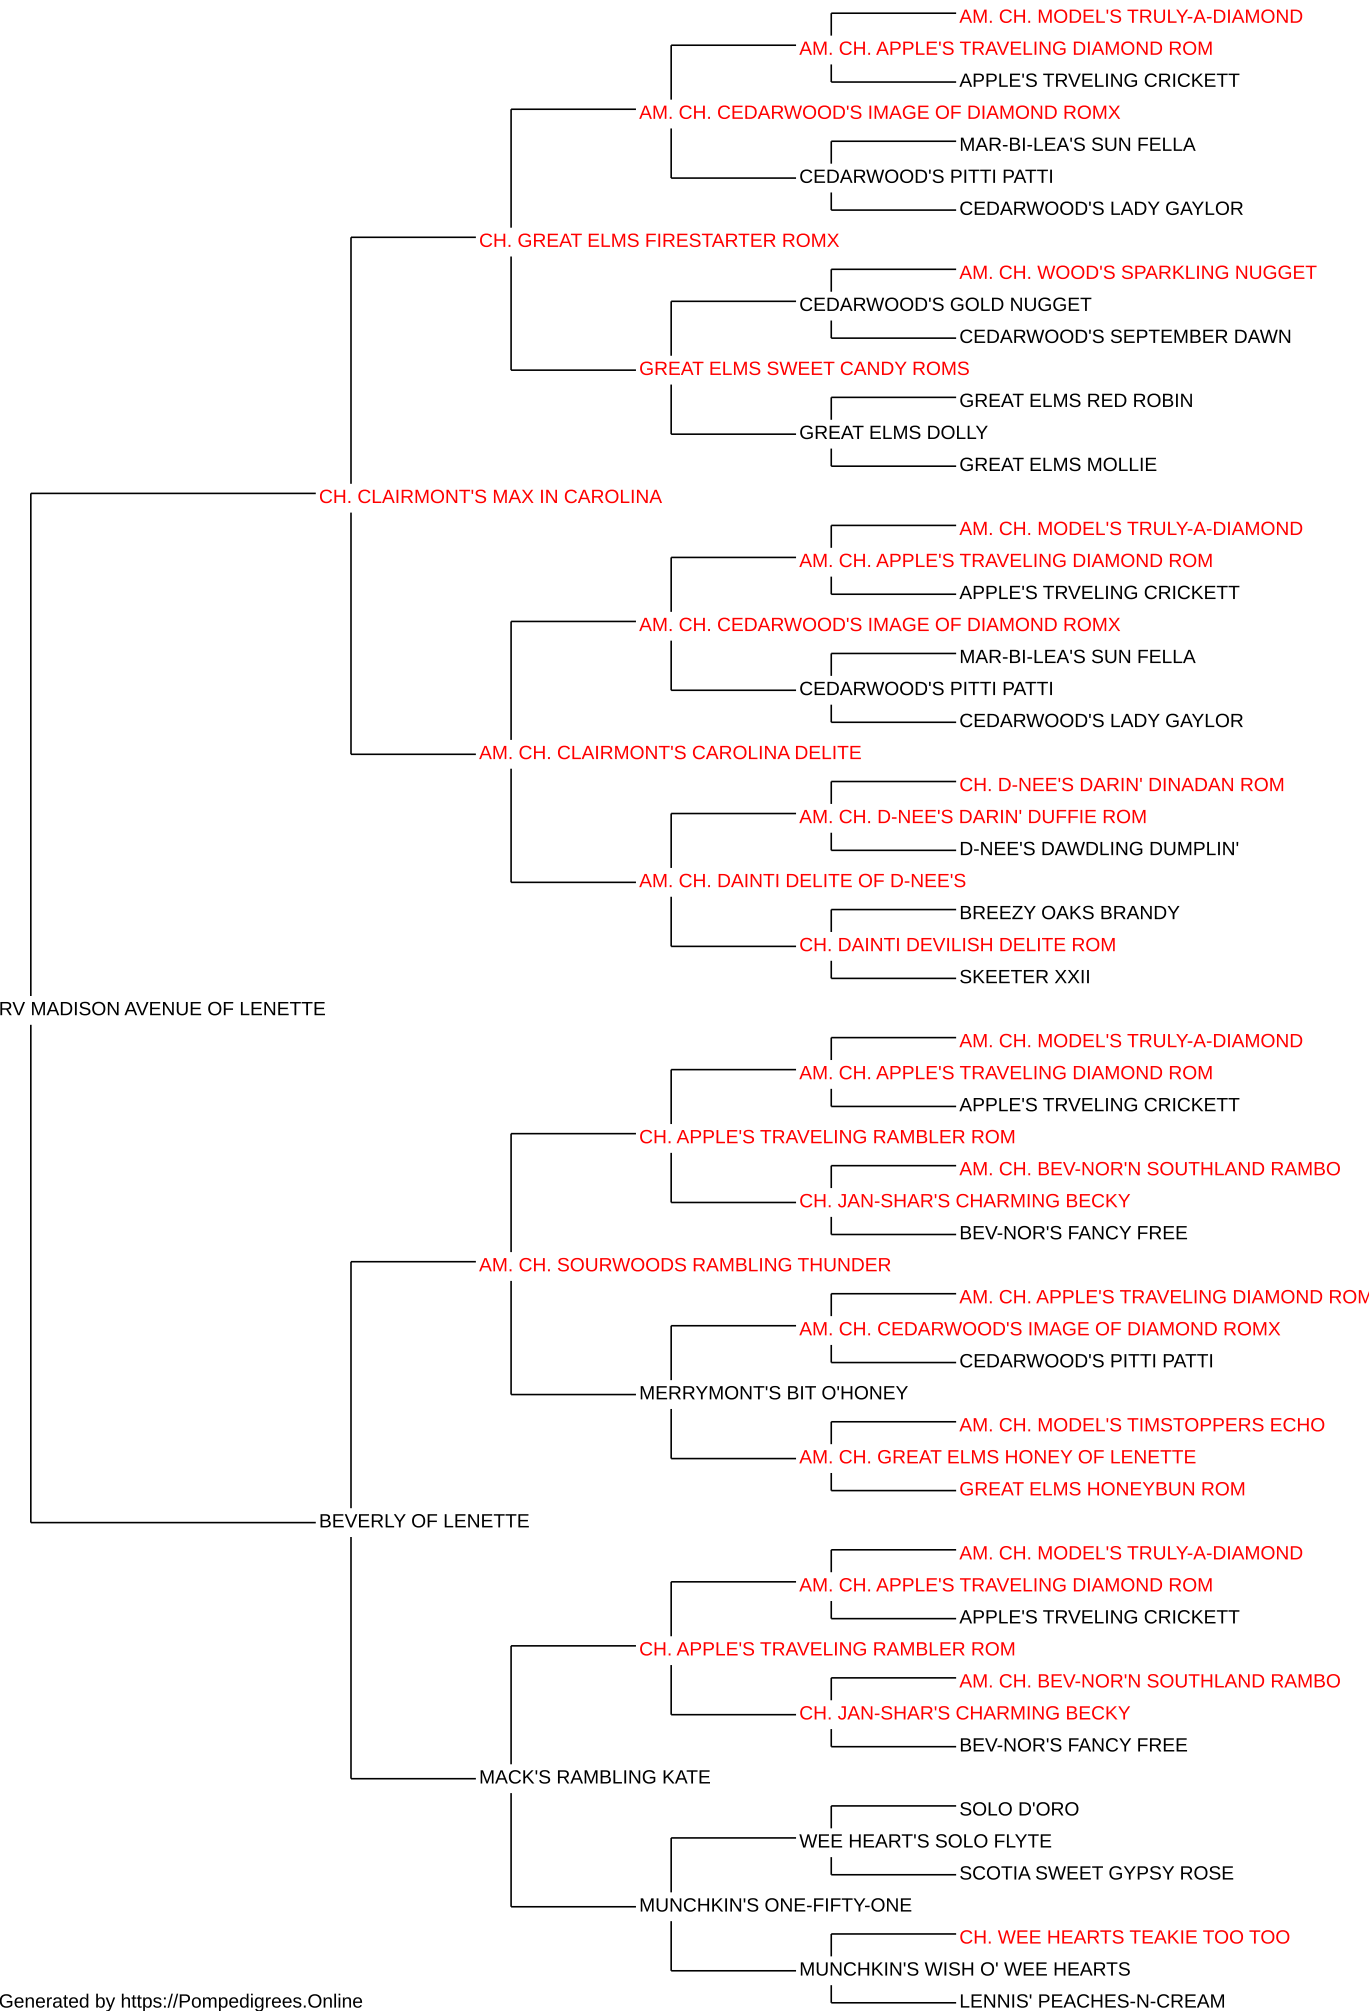 AM. CH. MODEL'S TRULY-A-DIAMOND
AM. CH. APPLE'S TRAVELING DIAMOND ROM
APPLE'S TRVELING CRICKETT
AM. CH. CEDARWOOD'S IMAGE OF DIAMOND ROMX
MAR-BI-LEA'S SUN FELLA
CEDARWOOD'S PITTI PATTI
CEDARWOOD'S LADY GAYLOR
CH. GREAT ELMS FIRESTARTER ROMX
AM. CH. WOOD'S SPARKLING NUGGET
CEDARWOOD'S GOLD NUGGET
CEDARWOOD'S SEPTEMBER DAWN
GREAT ELMS SWEET CANDY ROMS
GREAT ELMS RED ROBIN
GREAT ELMS DOLLY
GREAT ELMS MOLLIE
CH. CLAIRMONT'S MAX IN CAROLINA
AM. CH. MODEL'S TRULY-A-DIAMOND
AM. CH. APPLE'S TRAVELING DIAMOND ROM
APPLE'S TRVELING CRICKETT
AM. CH. CEDARWOOD'S IMAGE OF DIAMOND ROMX
MAR-BI-LEA'S SUN FELLA
CEDARWOOD'S PITTI PATTI
CEDARWOOD'S LADY GAYLOR
AM. CH. CLAIRMONT'S CAROLINA DELITE
CH. D-NEE'S DARIN' DINADAN ROM
AM. CH. D-NEE'S DARIN' DUFFIE ROM
D-NEE'S DAWDLING DUMPLIN'
AM. CH. DAINTI DELITE OF D-NEE'S
BREEZY OAKS BRANDY
CH. DAINTI DEVILISH DELITE ROM
SKEETER XXII
RV MADISON AVENUE OF LENETTE
AM. CH. MODEL'S TRULY-A-DIAMOND
AM. CH. APPLE'S TRAVELING DIAMOND ROM
APPLE'S TRVELING CRICKETT
CH. APPLE'S TRAVELING RAMBLER ROM
AM. CH. BEV-NOR'N SOUTHLAND RAMBO
CH. JAN-SHAR'S CHARMING BECKY
BEV-NOR'S FANCY FREE
AM. CH. SOURWOODS RAMBLING THUNDER
AM. CH. APPLE'S TRAVELING DIAMOND ROM
AM. CH. CEDARWOOD'S IMAGE OF DIAMOND ROMX
CEDARWOOD'S PITTI PATTI
MERRYMONT'S BIT O'HONEY
AM. CH. MODEL'S TIMSTOPPERS ECHO
AM. CH. GREAT ELMS HONEY OF LENETTE
GREAT ELMS HONEYBUN ROM
BEVERLY OF LENETTE
AM. CH. MODEL'S TRULY-A-DIAMOND
AM. CH. APPLE'S TRAVELING DIAMOND ROM
APPLE'S TRVELING CRICKETT
CH. APPLE'S TRAVELING RAMBLER ROM
AM. CH. BEV-NOR'N SOUTHLAND RAMBO
CH. JAN-SHAR'S CHARMING BECKY
BEV-NOR'S FANCY FREE
MACK'S RAMBLING KATE
SOLO D'ORO
WEE HEART'S SOLO FLYTE
SCOTIA SWEET GYPSY ROSE
MUNCHKIN'S ONE-FIFTY-ONE
CH. WEE HEARTS TEAKIE TOO TOO
MUNCHKIN'S WISH O' WEE HEARTS
LENNIS' PEACHES-N-CREAM
Generated by https://Pompedigrees.Online